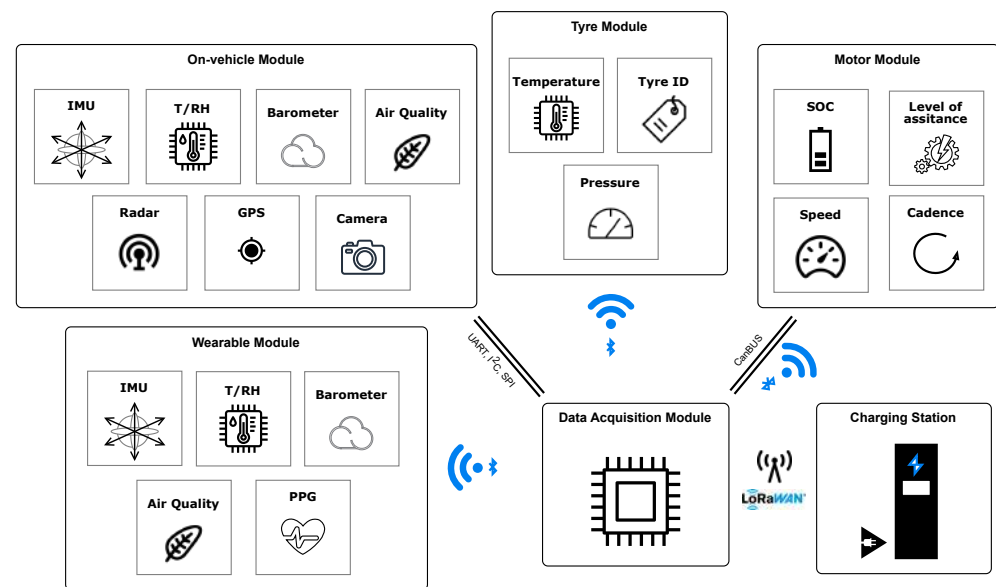 On-vehicle Module
IMU
T/RH
Barometer
Air Quality
Radar
GPS
Camera
Tyre Module
Temperature
Tyre ID
Pressure
Motor Module
SOC
Level of
assitance
Speed
Cadence
UART, I²C, SPI
CanBUS
Wearable Module
IMU
T/RH
Barometer
Air Quality
PPG
Data Acquisition Module
LoRaWAN
Charging Station